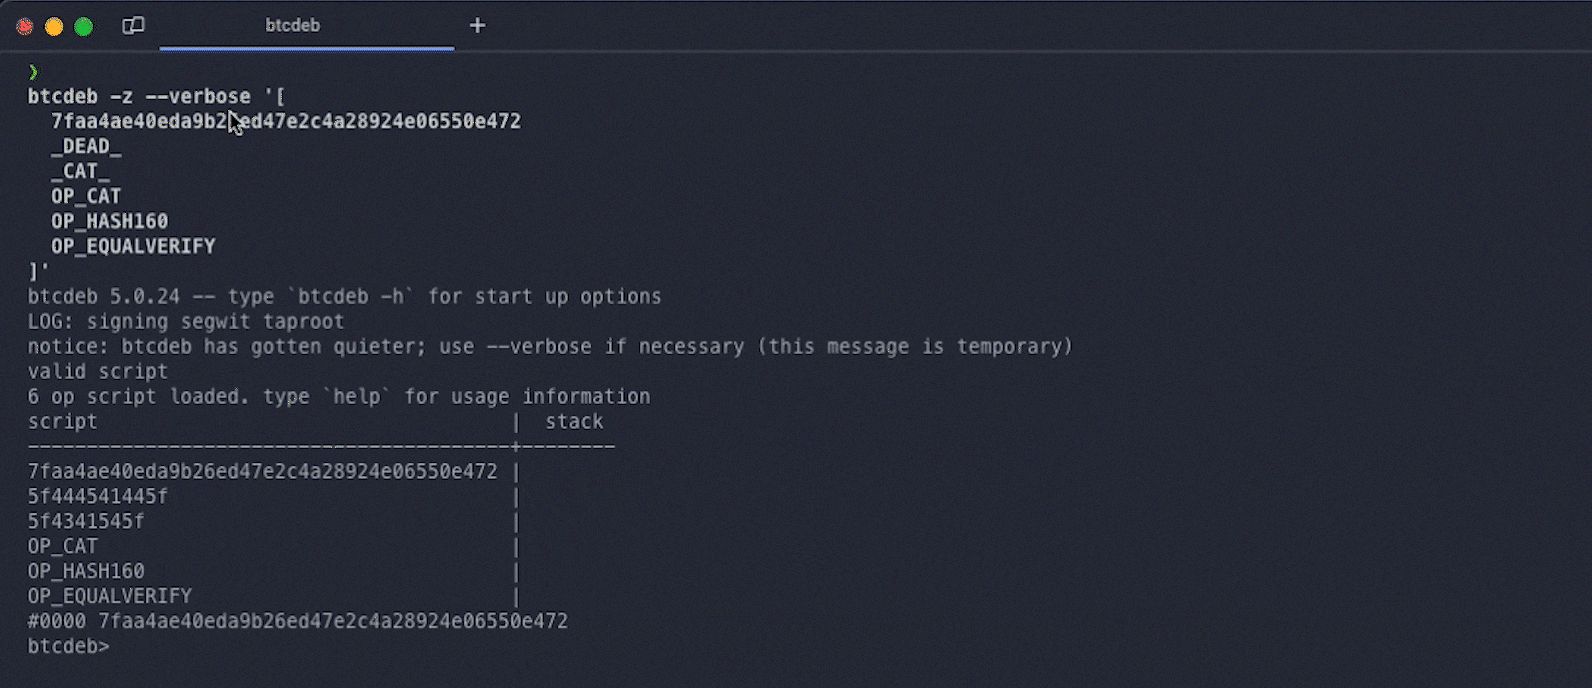 btcdeb +
❯
btcdeb -z --verbose '[
7faa4ae40eda9b26ed47e2c4a28924e06550e472
_DEAD_
_CAT_
OP_CAT
OP_HASH160
OP_EQUALVERIFY
]'
btcdeb 5.0.24 -- type `btcdeb -h` for start up options
LOG: signing segwit taproot
notice: btcdeb has gotten quieter; use --verbose if necessary (this message is temporary)
valid script
6 op script loaded. type `help` for usage information
script | stack
-----------------------------------------+--------
7faa4ae40eda9b26ed47e2c4a28924e06550e472 |
5f444541445f |
5f4341545f |
OP_CAT |
OP_HASH160 |
OP_EQUALVERIFY |
#0000 7faa4ae40eda9b26ed47e2c4a28924e06550e472
btcdeb>